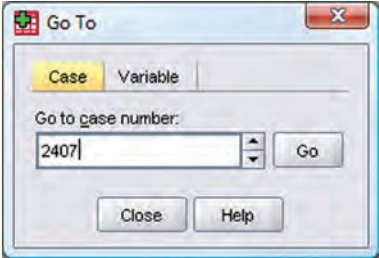 Go To
Case Variable
Go to case number:
2407 Go
Close Help